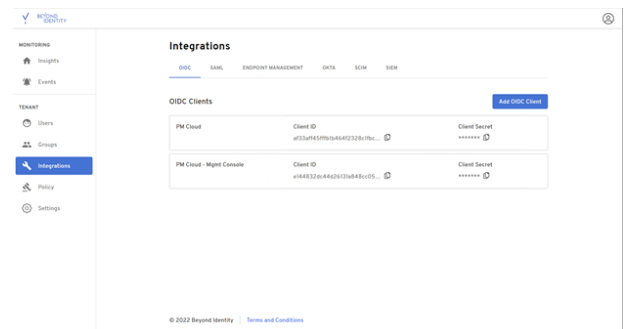 BEYOND
IDENTITY
MONITORING
Insights
Events
TENANT
Users
Groups
Integrations
Policy
Settings
Integrations
OIDC SAML ENDPOINT MANAGEMENT OKTA SCIM SIEM
OIDC Clients Add OIDC Client
PM Cloud Client ID Client Secret
*******
PM Cloud - Mgmt Console Client ID Client Secret
e144832dc44d26131a848cc05... *******
© 2022 Beyond Identity Terms and Conditions